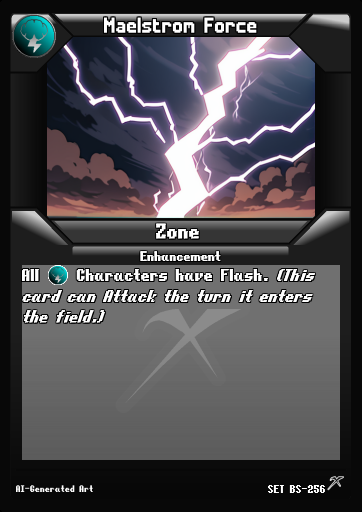 Maelstrom Force
Zone
Enhancement
All Characters have Flash. (This
card can Attack the turn it enters
the field.)
AI-Generated Art
SET BS-256